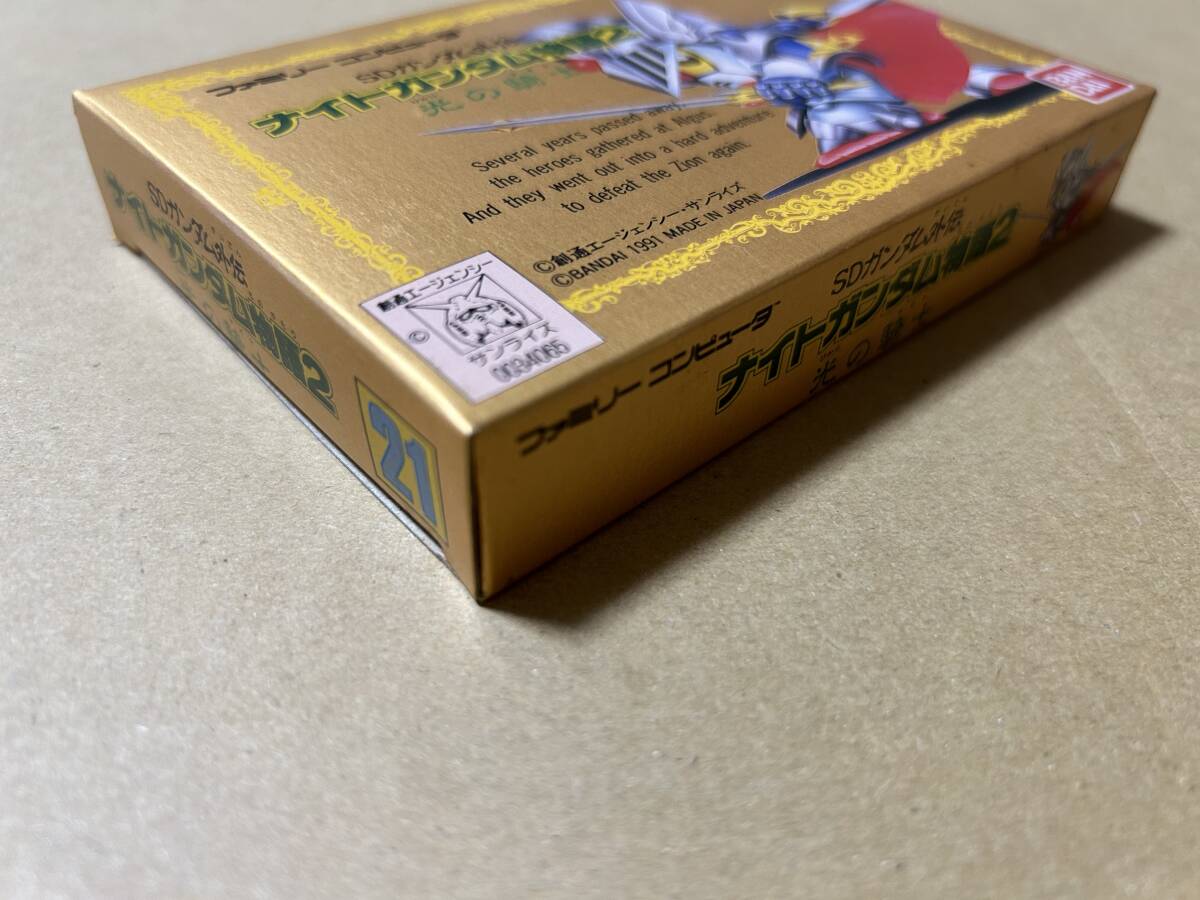 ファミリー コンピュータ
SDガンダム外伝
ナイトガンダム物語2
光の騎士
Several years passed away,
the heroes gathered at Ngus.
And they went out into a hard adventure
to defeat the Zion again.
©創通エージェンシー・サンライズ
©BANDAI 1991 MADE IN JAPAN
BANDAI
創通エージェンシー
©
サンライズ
0034065
SDガンダム外伝
ナイトガンダム物語2
光の騎士
21
ファミリー コンピュータ
SDガンダム外伝
ナイトガンダム物語2
光の騎士